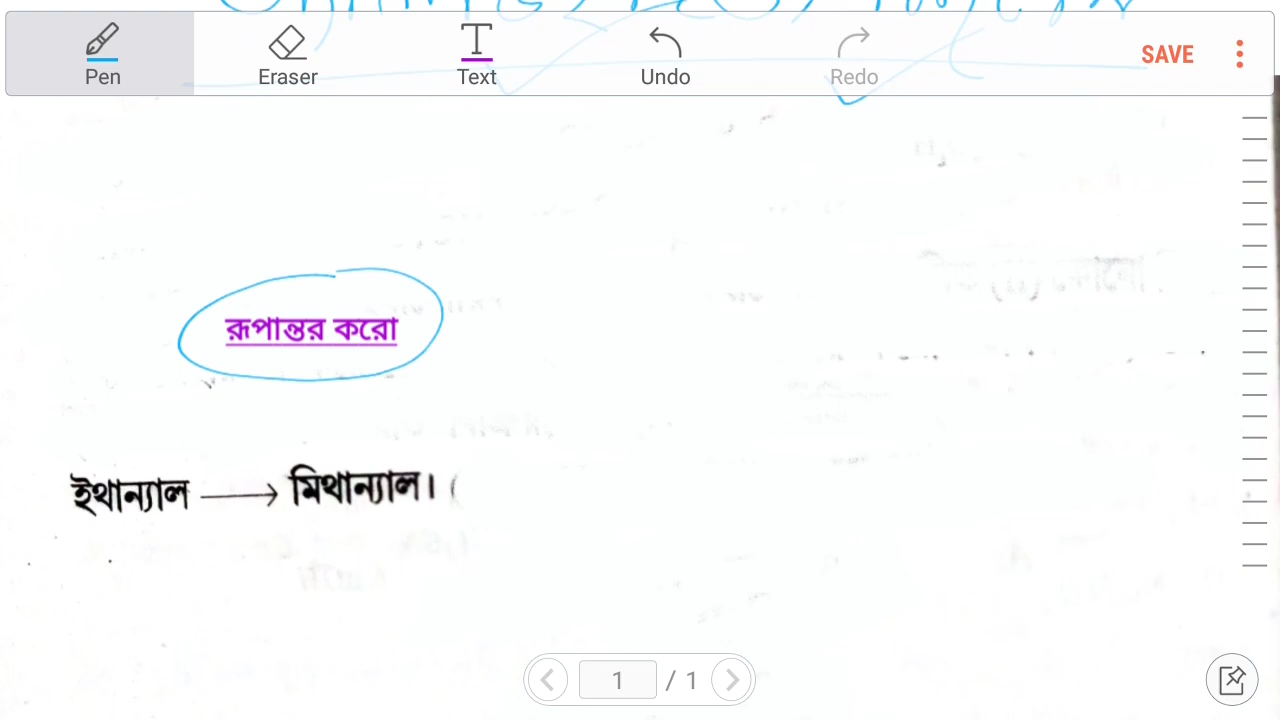 Pen
Eraser
Text
Undo
Redo
SAVE
রূপান্তর করো
ইথান্যাল ⟶ মিথান্যাল। (
1 / 1